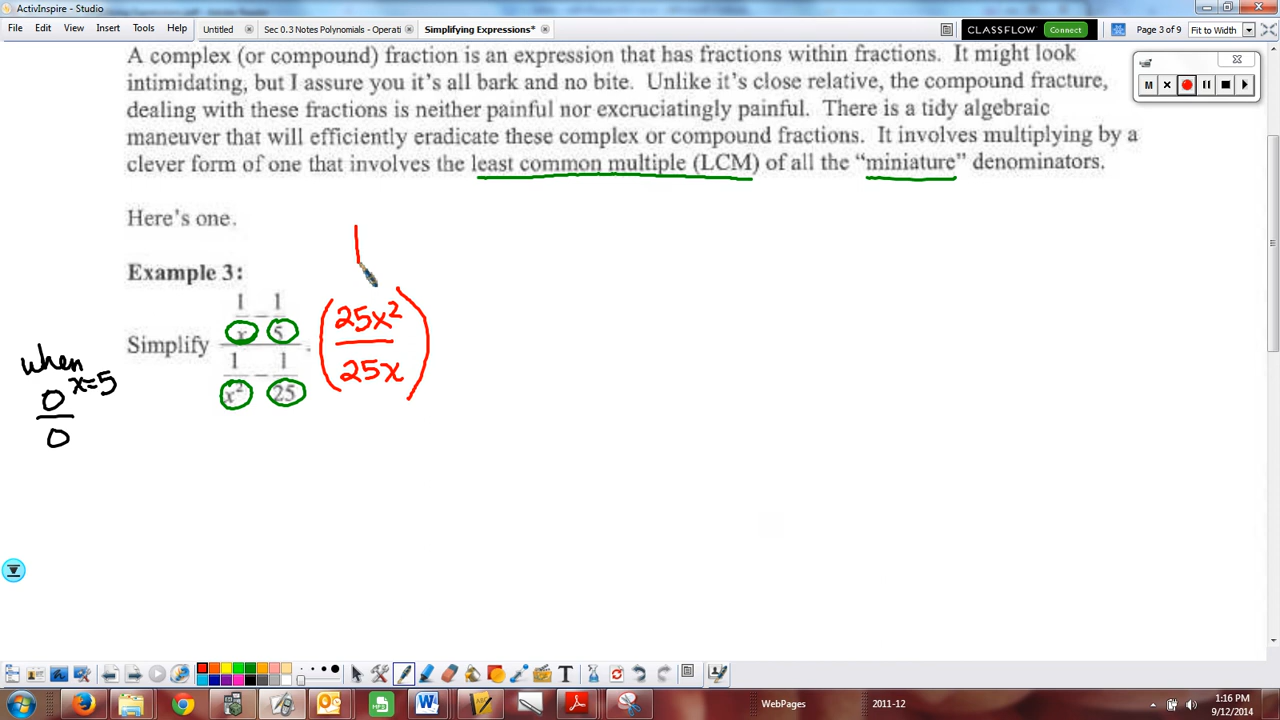 ActivInspire - Studio
File Edit View Insert Tools Help
Untitled
Sec 0.3 Notes Polynomials - Operati
Simplifying Expressions*
CLASSFLOW
Connect
Page 3 of 9
Fit to Width
A complex (or compound) fraction is an expression that has fractions within fractions. It might look
intimidating, but I assure you it's all bark and no bite. Unlike it's close relative, the compound fracture,
dealing with these fractions is neither painful nor excruciatingly painful. There is a tidy algebraic
maneuver that will efficiently eradicate these complex or compound fractions. It involves multiplying by a
clever form of one that involves the least common multiple (LCM) of all the “miniature” denominators.
M
Here's one.
Example 3:
1 1
x − 5
Simplify
1 1
x² − 25
·
(25x²
25x)
when
x=5
0
0
T
W
WebPages
2011-12
1:16 PM
9/12/2014